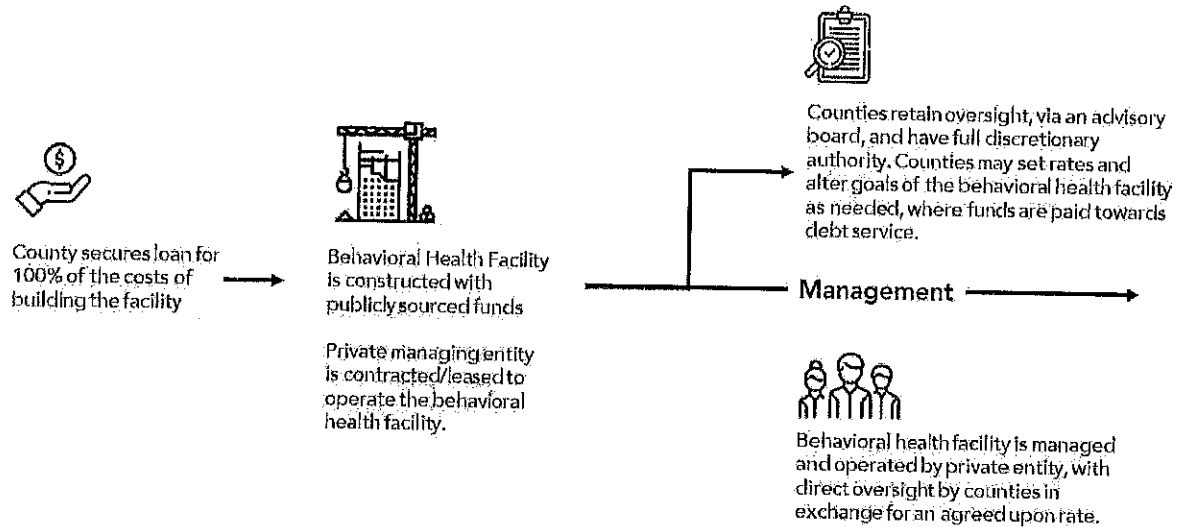 $
County secures loan for
100% of the costs of
building the facility
Behavioral Health Facility
is constructed with
publicly sourced funds
Private managing entity
is contracted/leased to
operate the behavioral
health facility.
Counties retain oversight, via an advisory
board, and have full discretionary
authority. Counties may set rates and
alter goals of the behavioral health facility
as needed, where funds are paid towards
debt service.
Management
Behavioral health facility is managed
and operated by private entity, with
direct oversight by counties in
exchange for an agreed upon rate.